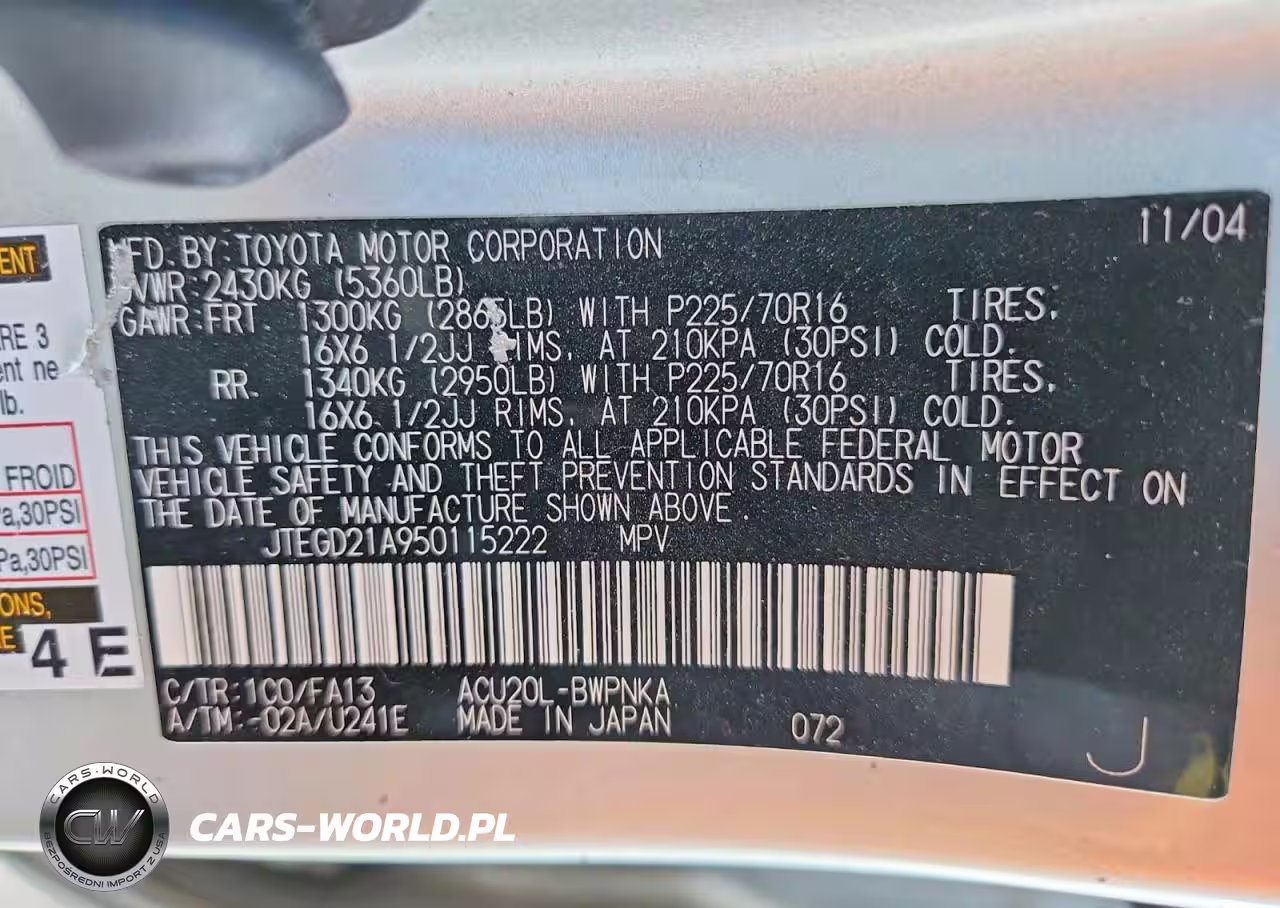 11/04
MFD. BY: TOYOTA MOTOR CORPORATION
GVWR: 2430KG (5360LB)
GAWR: FRT 1300KG (2865LB) WITH P225/70R16 TIRES,
16X6 1/2JJ RIMS, AT 210KPA (30PSI) COLD.
RR. 1340KG (2950LB) WITH P225/70R16 TIRES,
16X6 1/2JJ RIMS, AT 210KPA (30PSI) COLD.
THIS VEHICLE CONFORMS TO ALL APPLICABLE FEDERAL MOTOR
VEHICLE SAFETY AND THEFT PREVENTION STANDARDS IN EFFECT ON
THE DATE OF MANUFACTURE SHOWN ABOVE.
JTEGD21A950115222 MPV
C/TR: 1C0/FA13 ACU20L-BWPNKA
A/TM: -02A/U241E MADE IN JAPAN 072
J
ENT
RE 3
ent ne
lb.
FROID
a,30PSI
Pa,30PSI
ONS,
E
4 E
CARS-WORLD
CW
BEZPOŚREDNI IMPORT Z USA
CARS-WORLD.PL